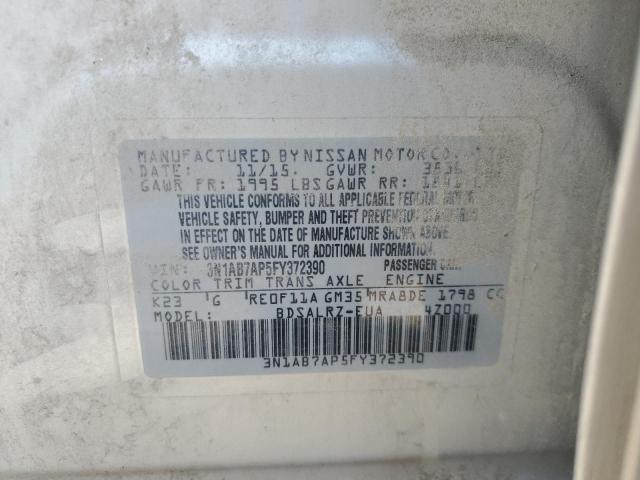 MANUFACTURED BY NISSAN MOTOR CO.
DATE: 11/15. GVWR:
GAWR FR: 1995 LBS GAWR RR:
THIS VEHICLE CONFORMS TO ALL APPLICABLE FEDERAL MOTOR
VEHICLE SAFETY, BUMPER AND THEFT PREVENTION STANDARDS
IN EFFECT ON THE DATE OF MANUFACTURE SHOWN ABOVE.
SEE OWNER'S MANUAL FOR ADDITIONAL INFORMATION.
VIN: 3N1AB7AP5FY372390 PASSENGER CAR
COLOR TRIM TRANS AXLE ENGINE
K23 G RE0F11A GM35 MRA8DE 1798 CC
MODEL: BDSALRZ-EUA 4Z000
3N1AB7AP5FY372390